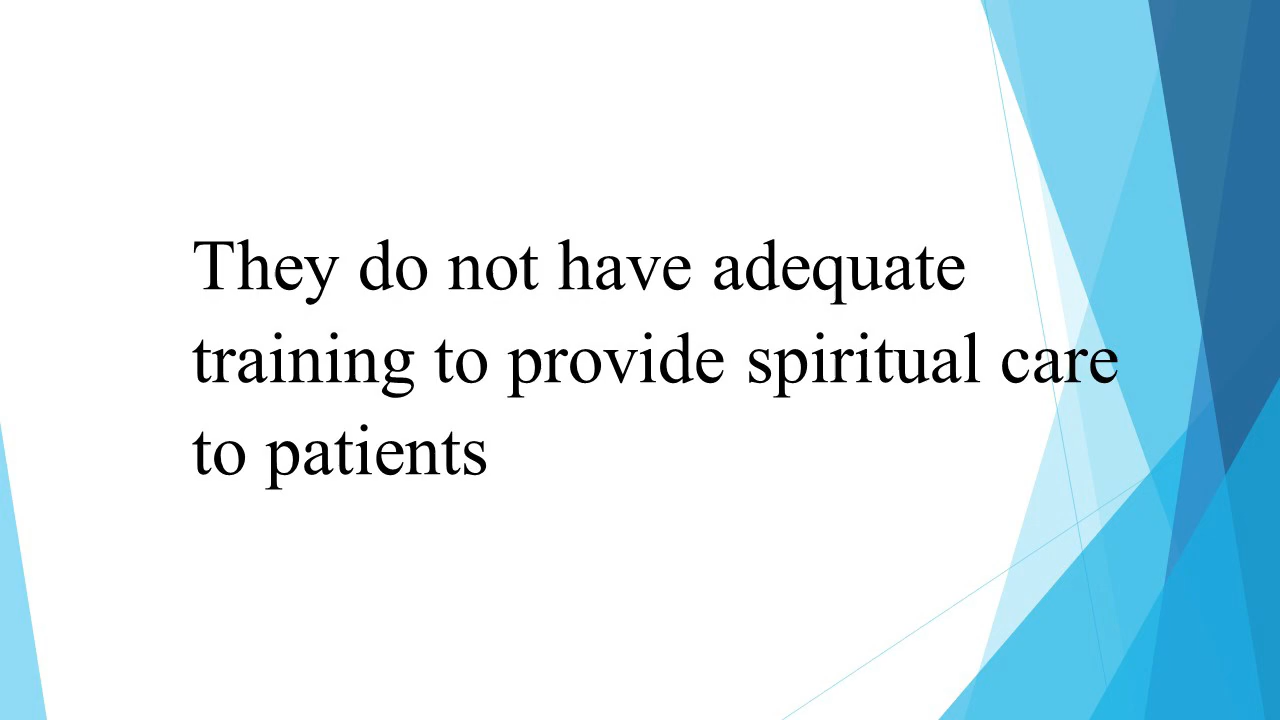 They do not have adequate
training to provide spiritual care
to patients